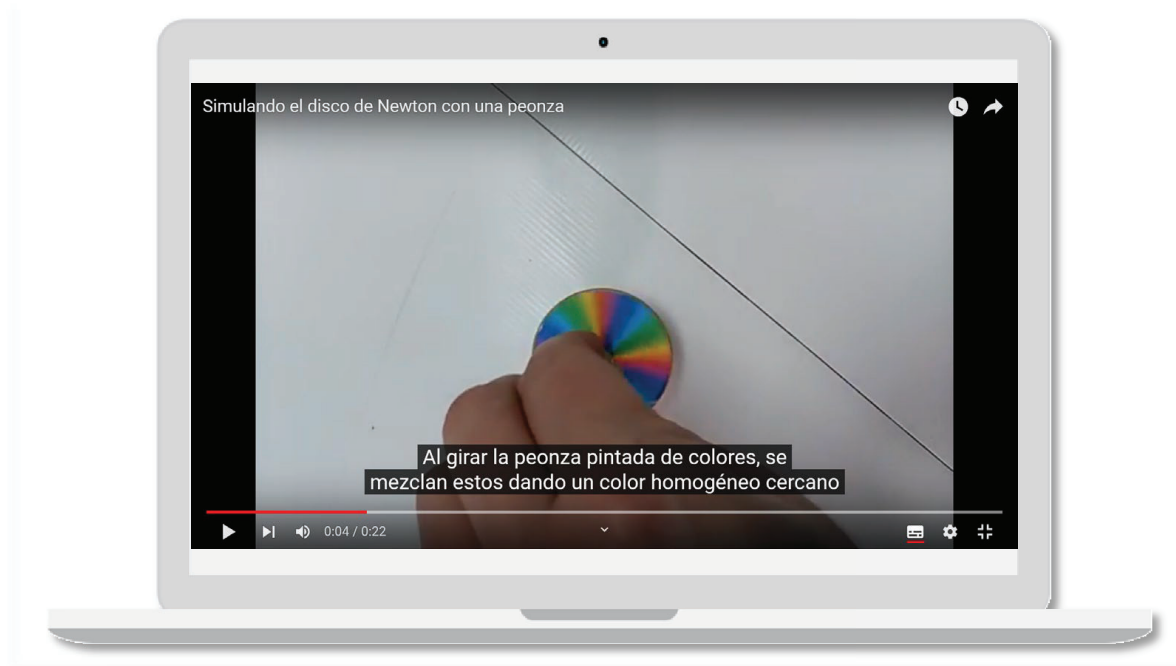 Simulando el disco de Newton con una peonza
Al girar la peonza pintada de colores, se
mezclan estos dando un color homogéneo cercano
0:04 / 0:22